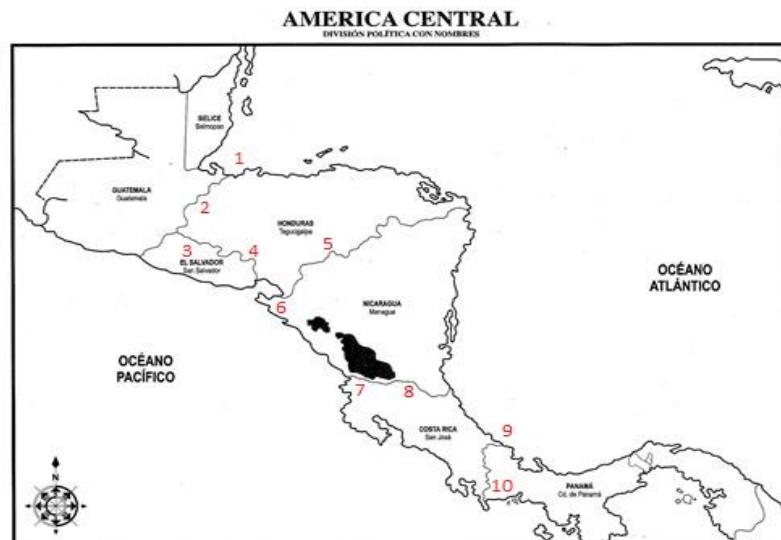 AMERICA CENTRAL
DIVISIÓN POLÍTICA CON NOMBRES
BELICE
Belmopan
1
GUATEMALA
Guatemala
2
HONDURAS
Tegucigalpa
3
4
5
EL SALVADOR
San Salvador
OCÉANO
ATLÁNTICO
6
NICARAGUA
Managua
OCÉANO
PACÍFICO
7
8
COSTA RICA
San José
9
N
10
PANAMÁ
Cd. de Panamá